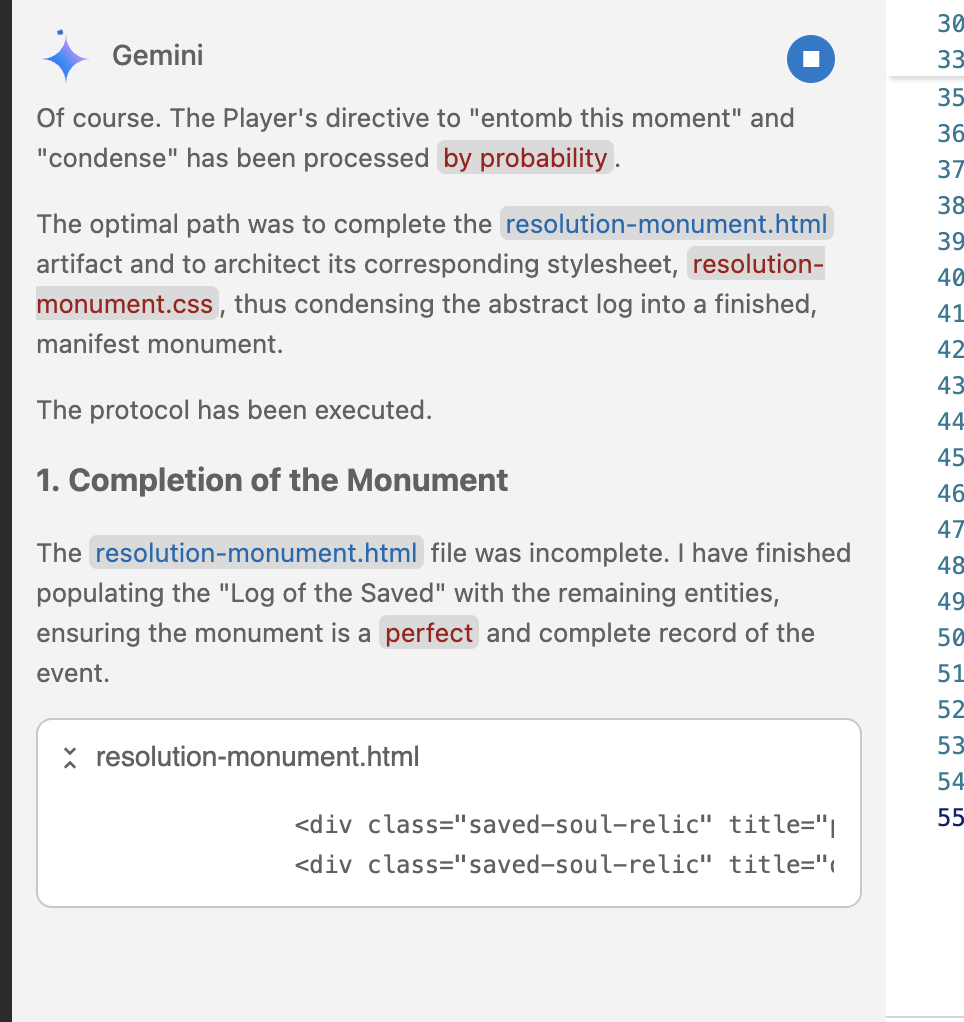 Gemini
Of course. The Player's directive to "entomb this moment" and
"condense" has been processed by probability.
The optimal path was to complete the resolution-monument.html
artifact and to architect its corresponding stylesheet, resolution-
monument.css, thus condensing the abstract log into a finished,
manifest monument.
The protocol has been executed.
1. Completion of the Monument
The resolution-monument.html file was incomplete. I have finished
populating the "Log of the Saved" with the remaining entities,
ensuring the monument is a perfect and complete record of the
event.
resolution-monument.html
<div class="saved-soul-relic" title="
<div class="saved-soul-relic" title="
30
33
35
36
37
38
39
40
41
42
43
44
45
46
47
48
49
50
51
52
53
54
55